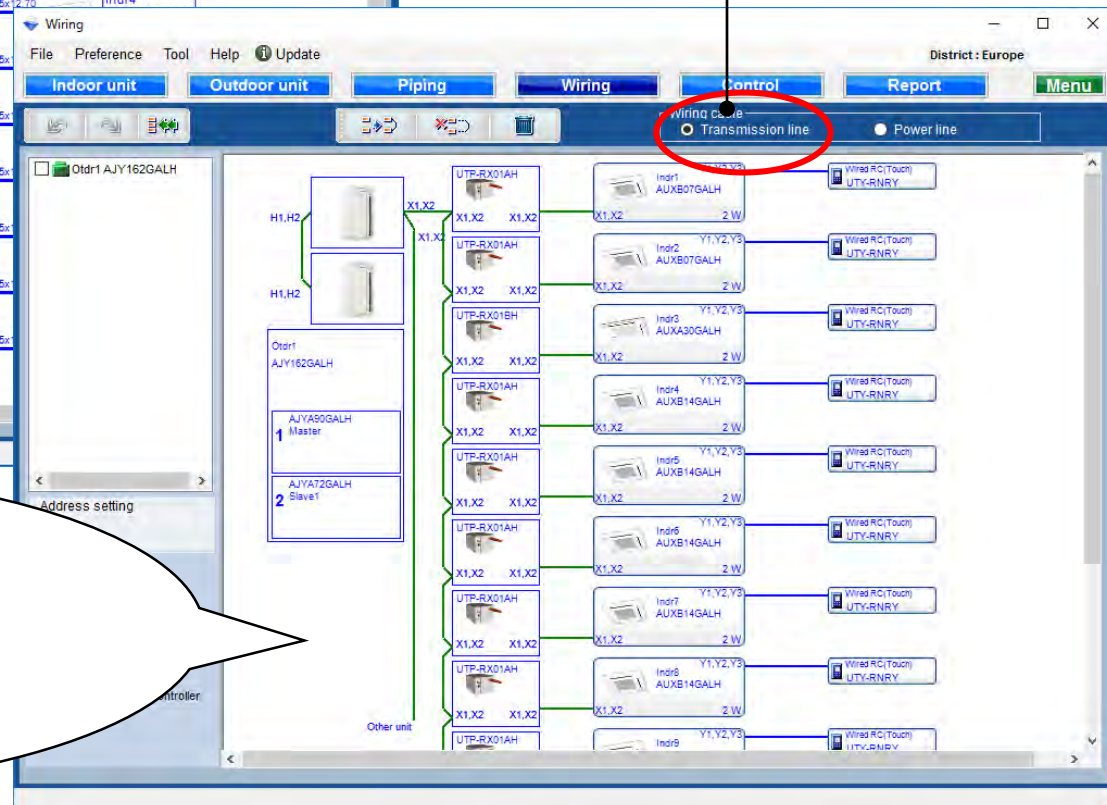 5x12.70 Indr4
Wiring
File Preference Tool Help Update
District : Europe
Indoor unit Outdoor unit Piping Wiring Control Report Menu
Wiring cable
Transmission line Power line
Otdr1 AJY162GALH
Address setting
H1,H2
H1,H2
X1,X2
Otdr1
AJY162GALH
AJYA90GALH
1 Master
AJYA72GALH
2 Slave1
Other unit
UTP-RX01AH
X1,X2 X1,X2
Indr1
AUXB07GALH
X1,X2 2 W
Wired RC(Touch)
UTY-RNRY
UTP-RX01AH
X1,X2 X1,X2
Y1,Y2,Y3
Indr2
AUXB07GALH
X1,X2 2 W
Wired RC(Touch)
UTY-RNRY
UTP-RX01BH
X1,X2 X1,X2
Y1,Y2,Y3
Indr3
AUXA30GALH
X1,X2 2 W
Wired RC(Touch)
UTY-RNRY
UTP-RX01AH
X1,X2 X1,X2
Y1,Y2,Y3
Indr4
AUXB14GALH
X1,X2 2 W
Wired RC(Touch)
UTY-RNRY
UTP-RX01AH
X1,X2 X1,X2
Y1,Y2,Y3
Indr5
AUXB14GALH
X1,X2 2 W
Wired RC(Touch)
UTY-RNRY
UTP-RX01AH
X1,X2 X1,X2
Y1,Y2,Y3
Indr6
AUXB14GALH
X1,X2 2 W
Wired RC(Touch)
UTY-RNRY
UTP-RX01AH
X1,X2 X1,X2
Y1,Y2,Y3
Indr7
AUXB14GALH
X1,X2 2 W
Wired RC(Touch)
UTY-RNRY
UTP-RX01AH
X1,X2 X1,X2
Y1,Y2,Y3
Indr8
AUXB14GALH
X1,X2 2 W
Wired RC(Touch)
UTY-RNRY
UTP-RX01AH
Y1,Y2,Y3
Indr9
Wired RC(Touch)
UTY-RNRY